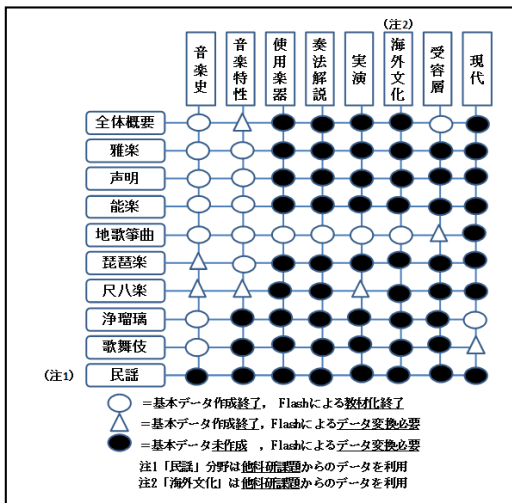 (注2)
音楽史 音楽特性 使用楽器 奏法解説 実演 海外文化 受容層 現代
全体概要
雅楽
声明
能楽
地歌箏曲
琵琶楽
尺八楽
浄瑠璃
歌舞伎
(注1) 民謡
=基本データ作成終了, Flashによる教材化終了
=基本データ作成終了, Flashによるデータ変換必要
=基本データ未作成 , Flashによるデータ変換必要
注1「民謡」分野は他科研課題からのデータを利用
注2「海外文化」は他科研課題からのデータを利用